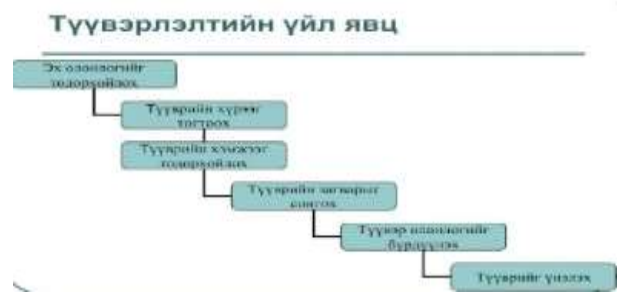 Түүвэрлэлтийн үйл явц
Эх олонлогийг
тодорхойлох
Түүврийн хүрээг
тогтоох
Түүврийн хэмжээг
тодорхойлох
Түүврийн загварыг
сонгох
Түүвэр олонлогийг
бүрдүүлэх
Түүврийг үнэлэх